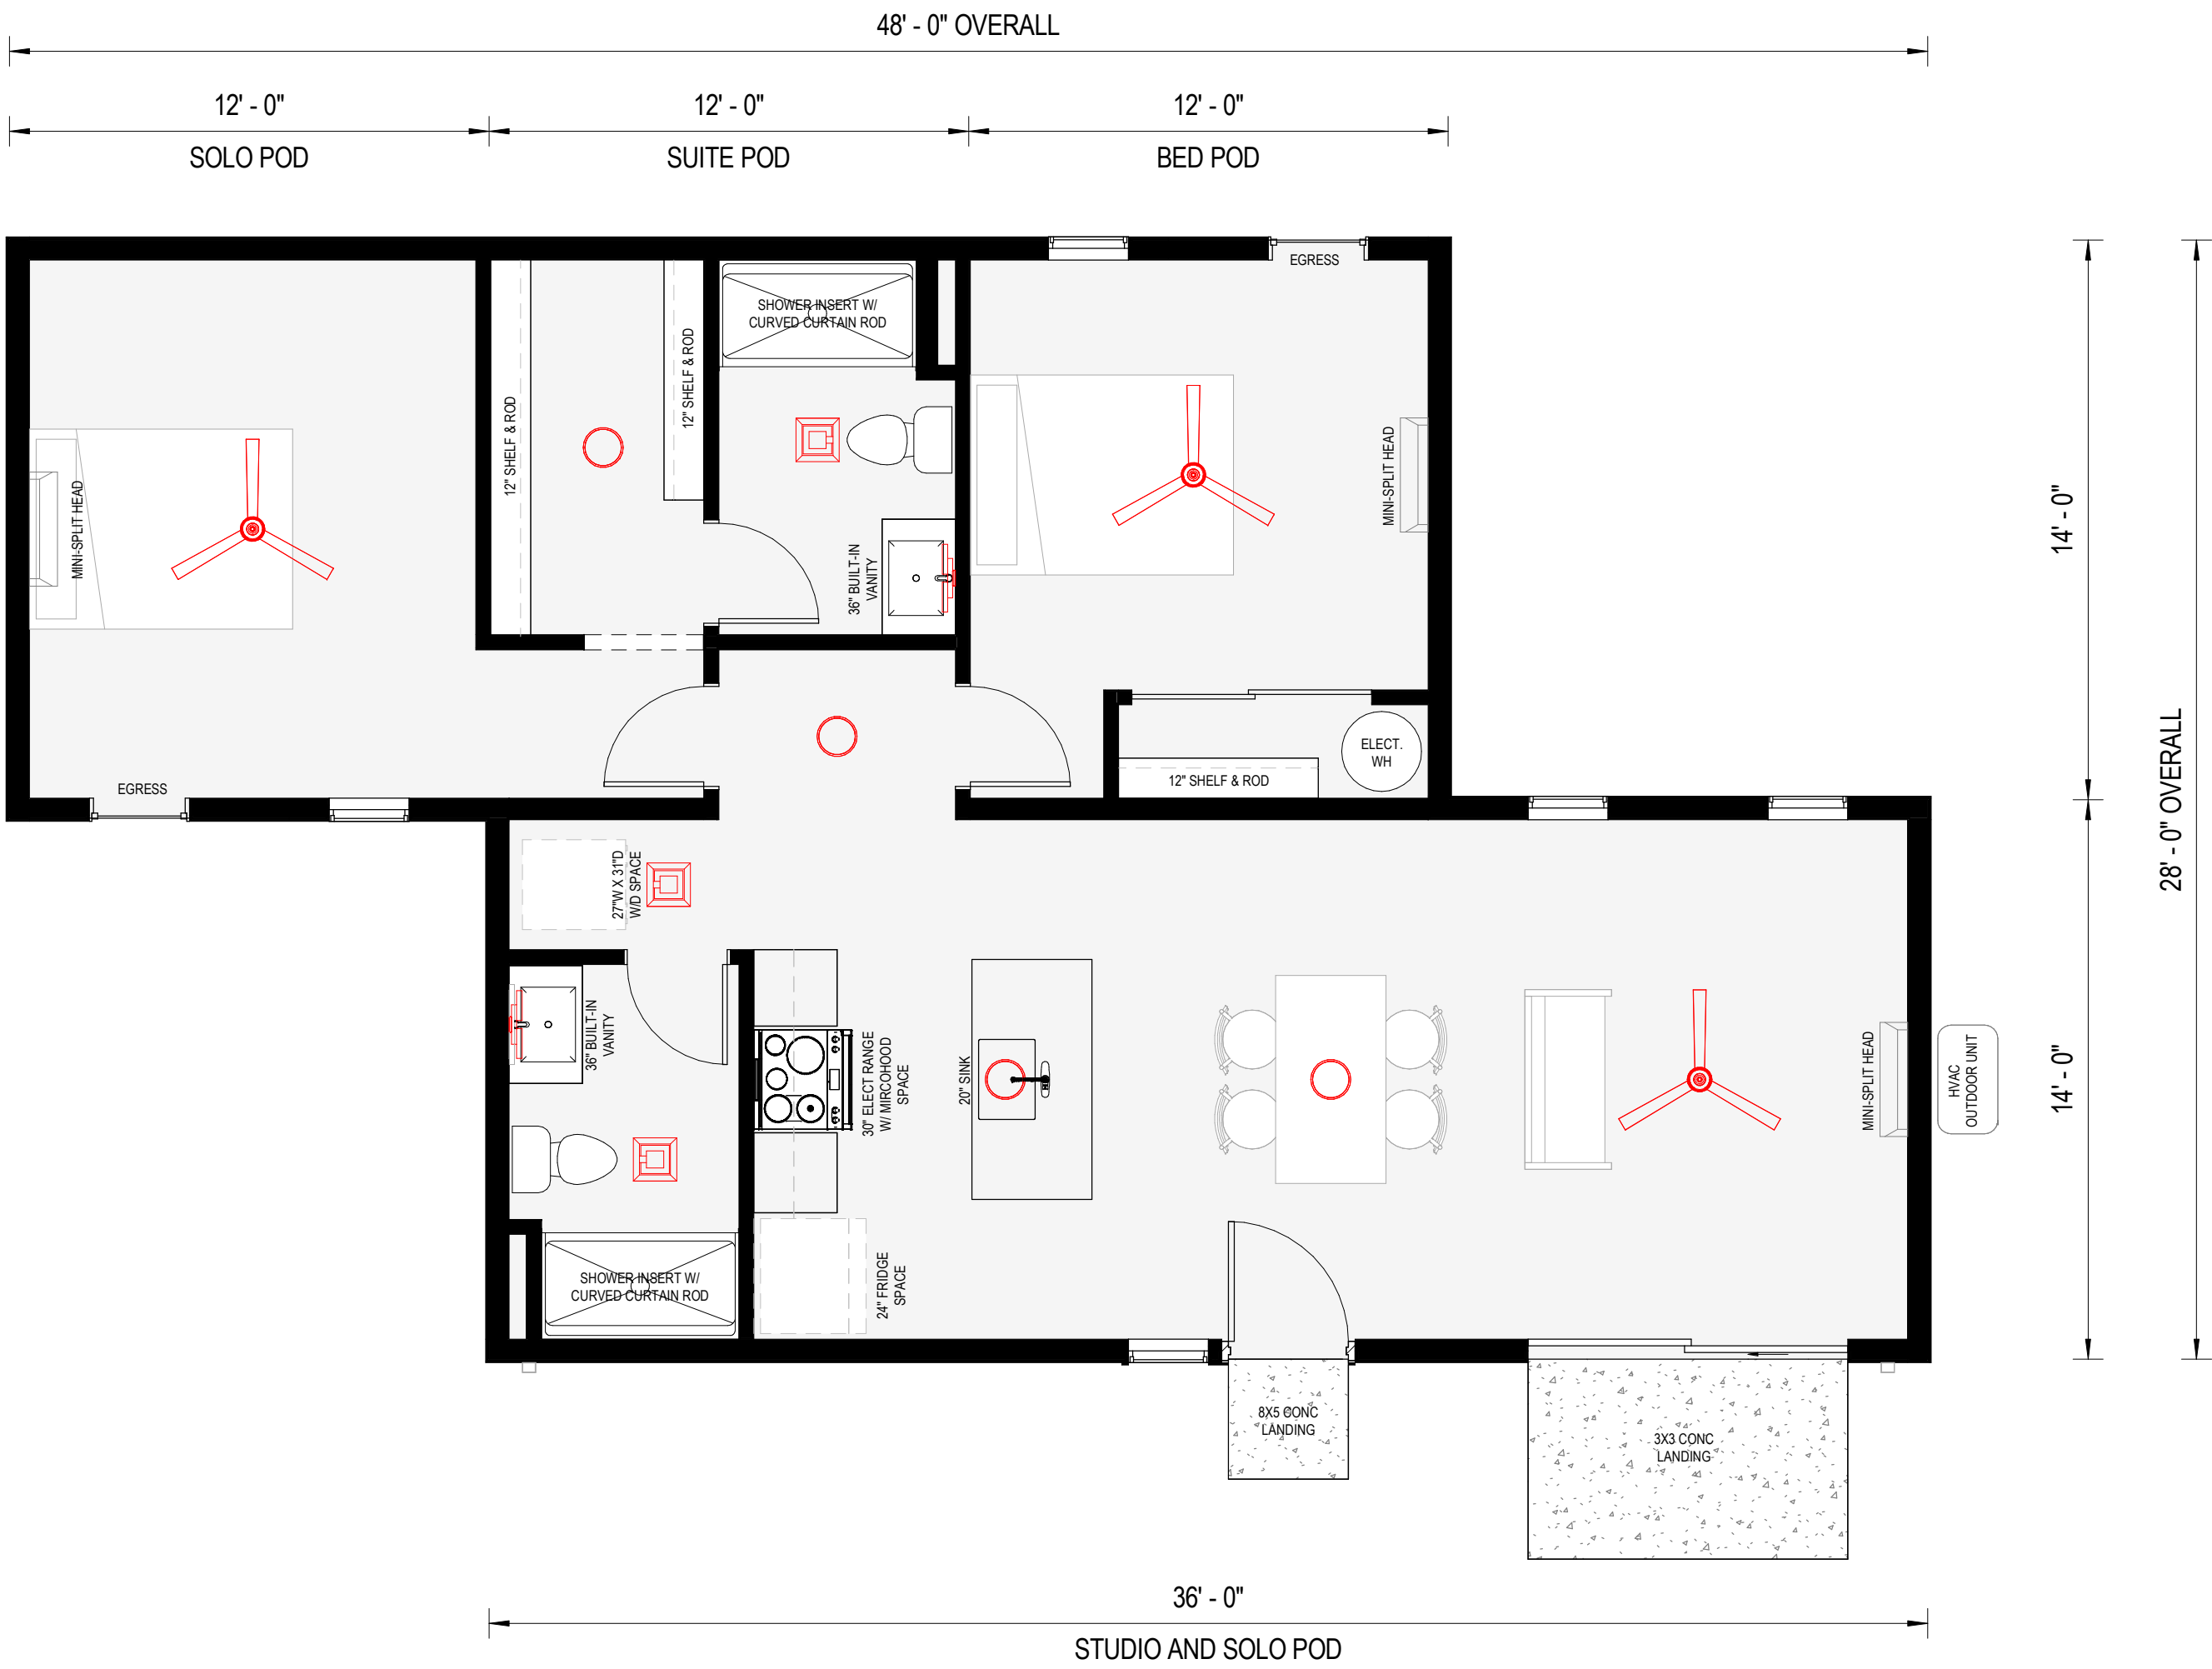 48' - 0" OVERALL
12' - 0"
12' - 0"
12' - 0"
SOLO POD
SUITE POD
BED POD
EGRESS
SHOWER INSERT W/
CURVED CURTAIN ROD
12" SHELF & ROD
12" SHELF & ROD
MINI-SPLIT HEAD
MINI-SPLIT HEAD
36" BUILT-IN
VANITY
14' - 0"
28' - 0" OVERALL
ELECT.
WH
12" SHELF & ROD
EGRESS
27"W X 31"D
W/D SPACE
36" BUILT-IN
VANITY
30" ELECT RANGE
W/ MIRCOHOOD
SPACE
20" SINK
MINI-SPLIT HEAD
HVAC
OUTDOOR UNIT
14' - 0"
SHOWER INSERT W/
CURVED CURTAIN ROD
24" FRIDGE
SPACE
8X5 CONC
LANDING
3X3 CONC
LANDING
36' - 0"
STUDIO AND SOLO POD